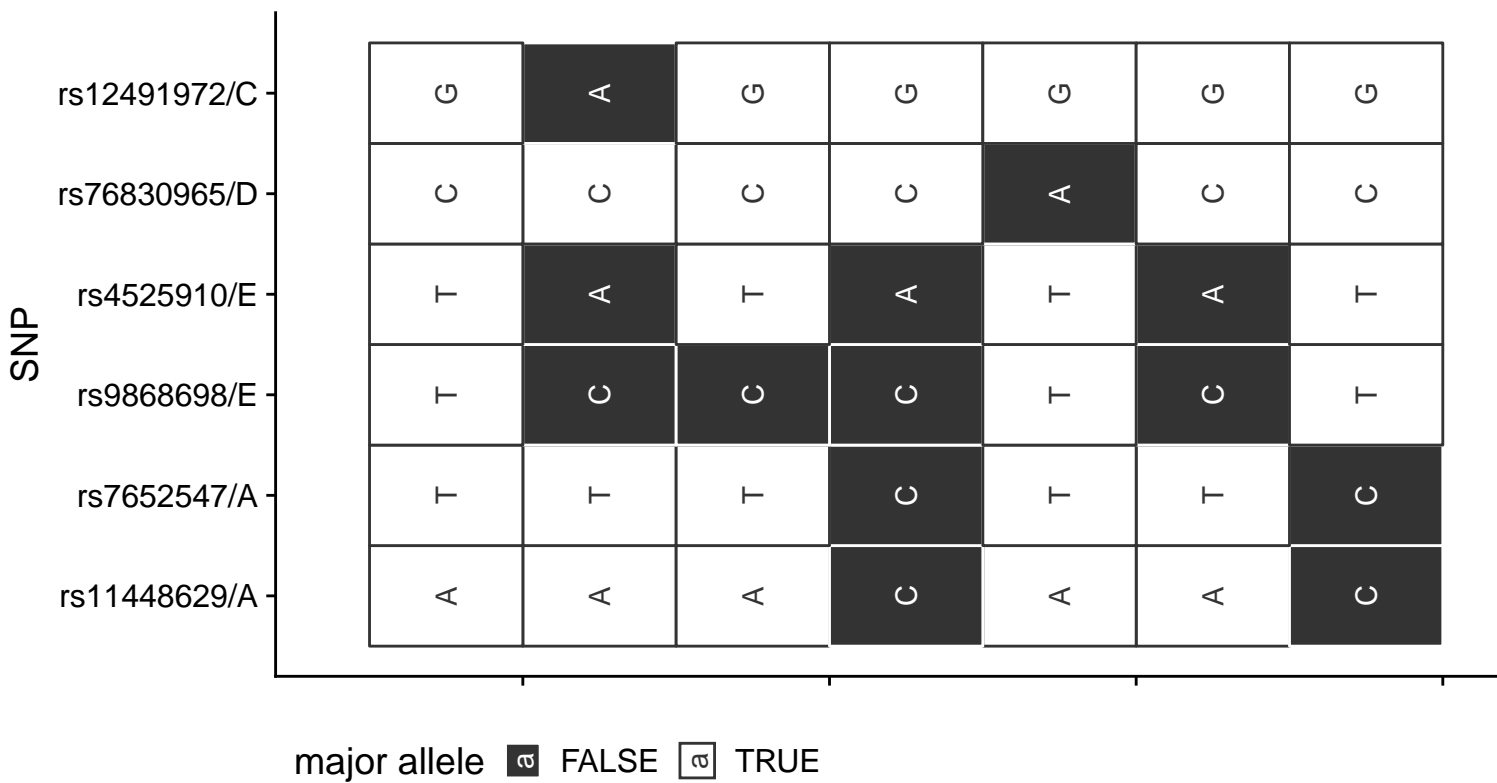 rs12491972/C G A G G G G G
rs76830965/D C C C C A C C
rs4525910/E T A T A T A T
rs9868698/E T C C C T C T
rs7652547/A T T T C T T C
rs11448629/A A A A C A A C
SNP
major allele a FALSE a TRUE